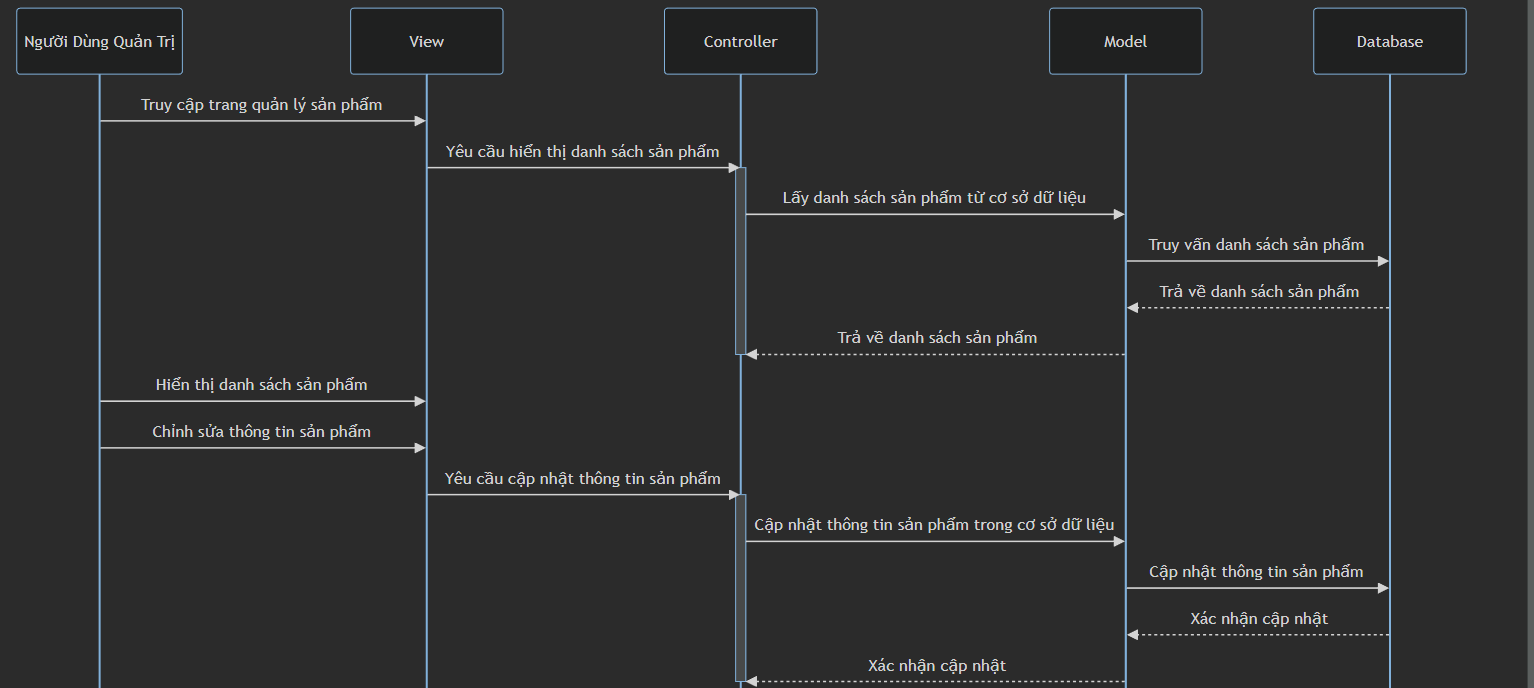 Người Dùng Quản Trị
View
Controller
Model
Database
Truy cập trang quản lý sản phẩm
Yêu cầu hiển thị danh sách sản phẩm
Lấy danh sách sản phẩm từ cơ sở dữ liệu
Truy vấn danh sách sản phẩm
Trả về danh sách sản phẩm
Trả về danh sách sản phẩm
Hiển thị danh sách sản phẩm
Chỉnh sửa thông tin sản phẩm
Yêu cầu cập nhật thông tin sản phẩm
Cập nhật thông tin sản phẩm trong cơ sở dữ liệu
Cập nhật thông tin sản phẩm
Xác nhận cập nhật
Xác nhận cập nhật